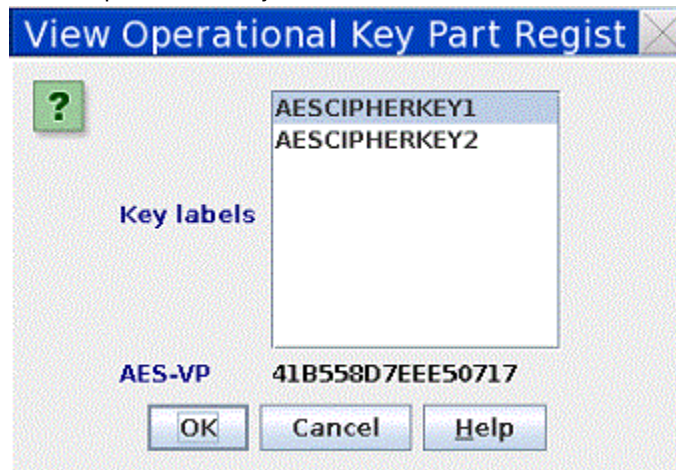 View Operational Key Part Regist
?
AESCIPHERKEY1
AESCIPHERKEY2
Key labels
AES-VP 41B558D7EEE50717
OK Cancel Help